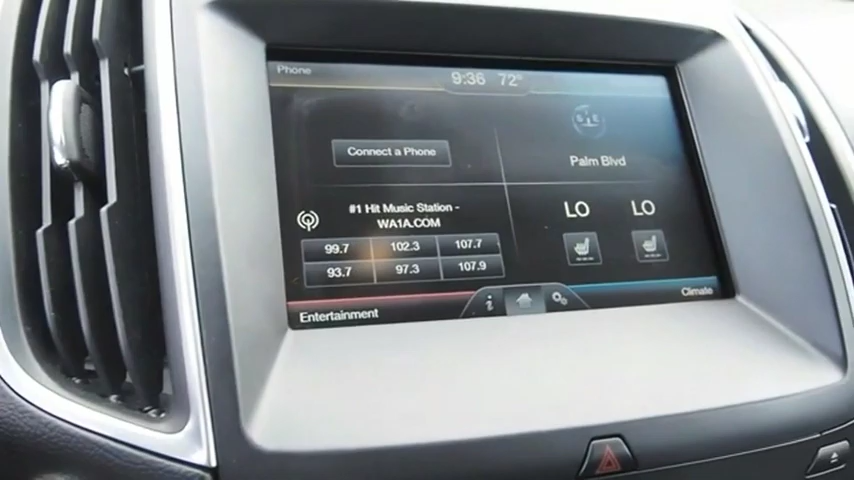 Phone
9:36 72°
S E
Connect a Phone
Palm Blvd
#1 Hit Music Station -
WA1A.COM
LO LO
99.7 102.3 107.7
93.7 97.3 107.9
Entertainment
i
Climate